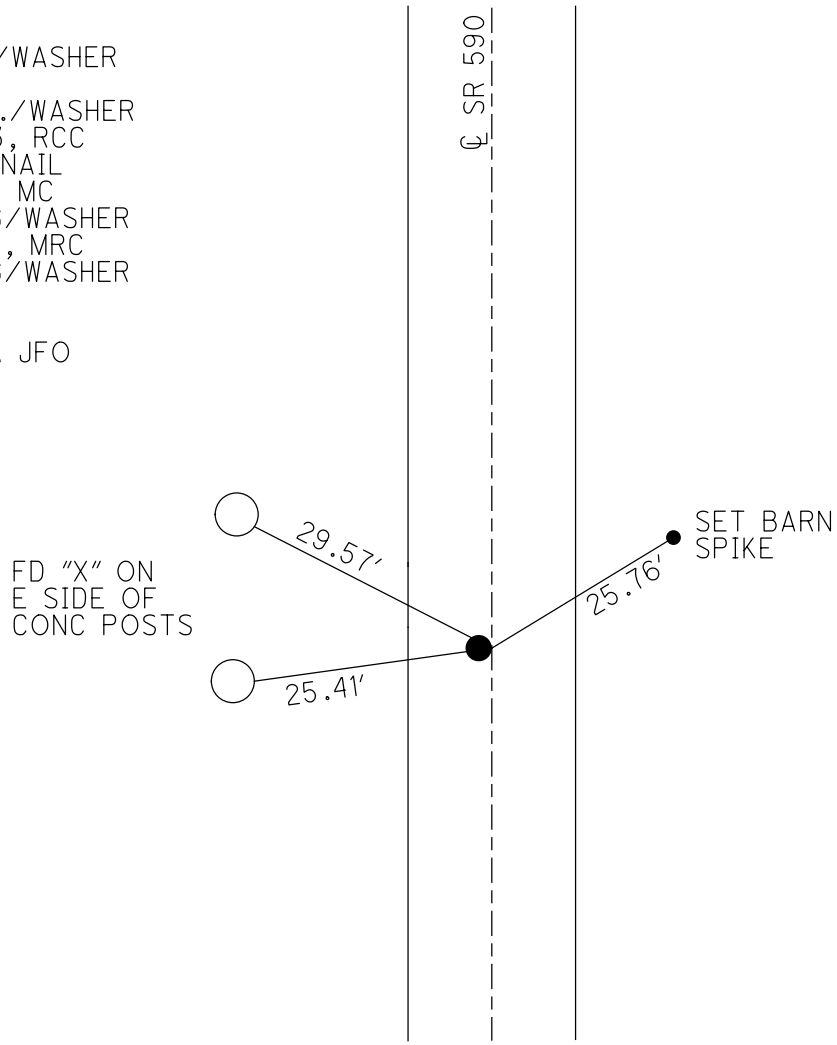 /WASHER
./WASHER
, RCC
NAIL
MC
/WASHER
, MRC
/WASHER
JFO
℄ SR 590
29.57'
SET BARN
SPIKE
25.76'
FD "X" ON
E SIDE OF
CONC POSTS
25.41'